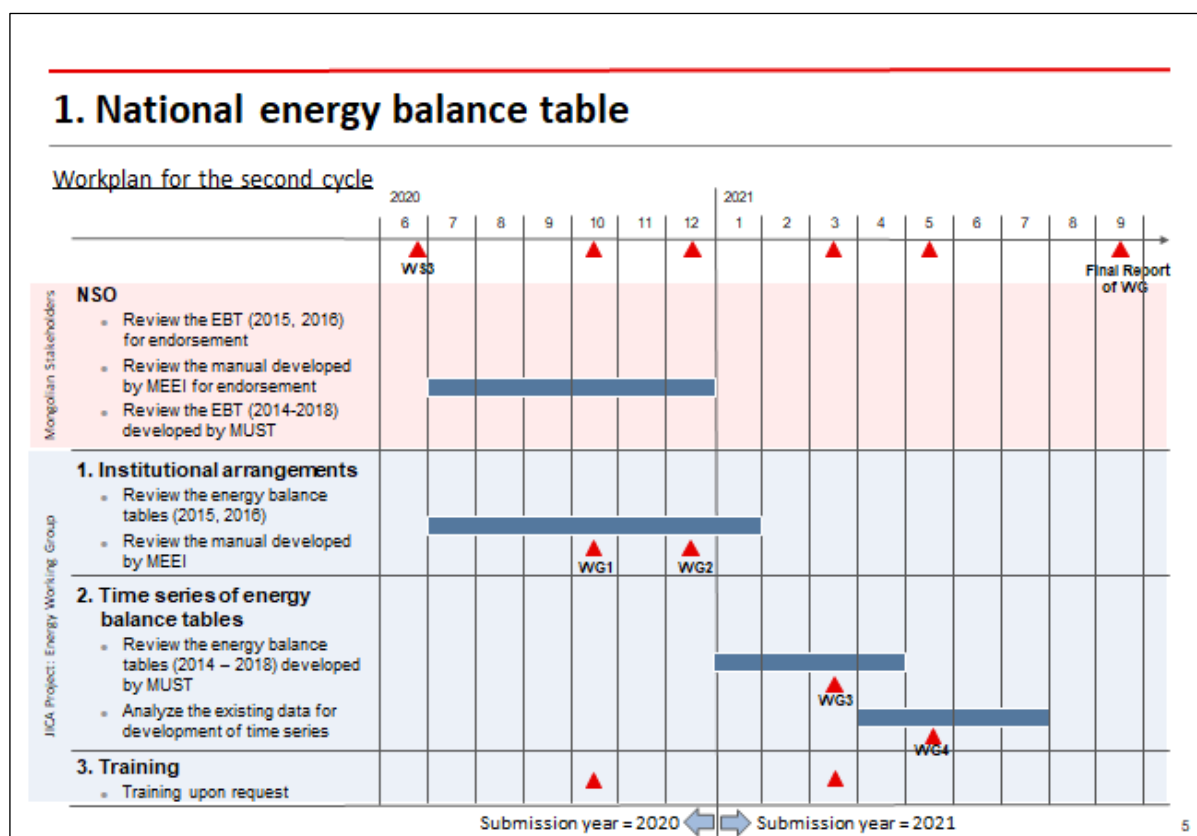 1. National energy balance table
Workplan for the second cycle
2020
2021
6 7 8 9 10 11 12 1 2 3 4 5 6 7 8 9
WS3
Final Report
of WG
Mongolian Stakeholders
NSO
• Review the EBT (2015, 2016)
for endorsement
• Review the manual developed
by MEEI for endorsement
• Review the EBT (2014-2018)
developed by MUST
JICA Project: Energy Working Group
1. Institutional arrangements
• Review the energy balance
tables (2015, 2016)
• Review the manual developed
by MEEI
WG1
WG2
2. Time series of energy
balance tables
• Review the energy balance
tables (2014 – 2018) developed
by MUST
• Analyze the existing data for
development of time series
WG3
WG4
3. Training
• Training upon request
Submission year = 2020
Submission year = 2021
5